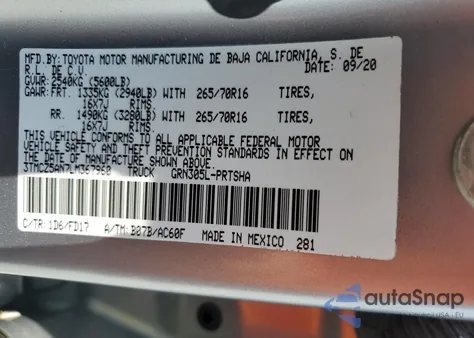 MFD.BY: TOYOTA MOTOR MANUFACTURING DE BAJA CALIFORNIA, S. DE
R. L. DE C. V. DATE: 09/20
GVWR: 2540KG (5600LB)
GAWR: FRT. 1335KG (2940LB) WITH 265/70R16 TIRES,
16X7J RIMS
RR. 1490KG (3280LB) WITH 265/70R16 TIRES,
16X7J RIMS
THIS VEHICLE CONFORMS TO ALL APPLICABLE FEDERAL MOTOR
VEHICLE SAFETY AND THEFT PREVENTION STANDARDS IN EFFECT ON
THE DATE OF MANUFACTURE SHOWN ABOVE.
3TMCZ5AN7LM367960 TRUCK GRN305L-PRTSHA
C/TR: 1D6/FD17 A/TM: B07B/AC60F MADE IN MEXICO 281
autoSnap